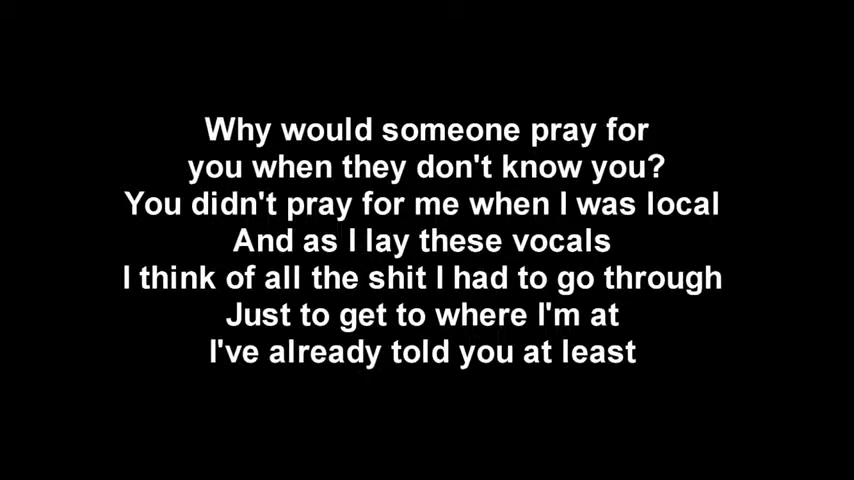 Why would someone pray for
you when they don't know you?
You didn't pray for me when I was local
And as I lay these vocals
I think of all the shit I had to go through
Just to get to where I'm at
I've already told you at least